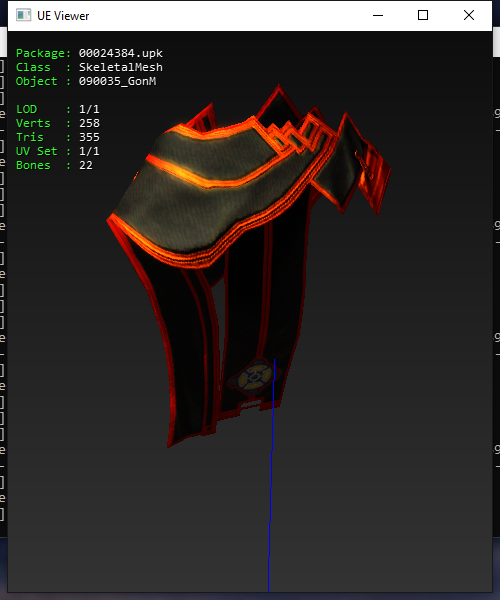 UE Viewer
Package: 00024384.upk
Class  : SkeletalMesh
Object : 090035_GonM
LOD    : 1/1
Verts  : 258
Tris   : 355
UV Set : 1/1
Bones  : 22